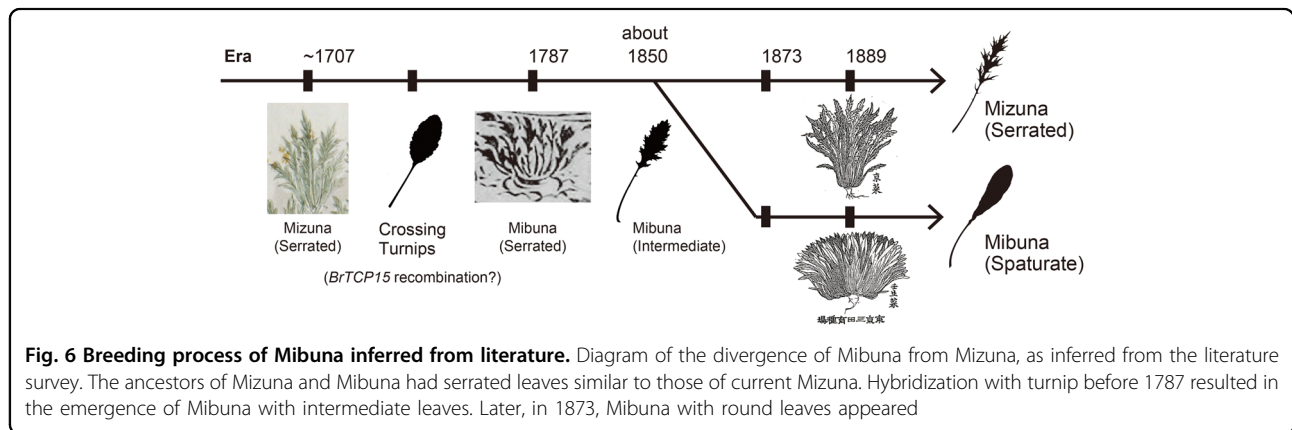 about
Era ~1707 1787 1850 1873 1889
Mizuna
(Serrated)
京菜
Mizuna
(Serrated)
Crossing
Turnips
Mibuna
(Serrated)
Mibuna
(Intermediate)
(BrTCP15 recombination?)
壬生菜
Mibuna
(Spaturate)
Fig. 6 Breeding process of Mibuna inferred from literature. Diagram of the divergence of Mibuna from Mizuna, as inferred from the literature
survey. The ancestors of Mizuna and Mibuna had serrated leaves similar to those of current Mizuna. Hybridization with turnip before 1787 resulted in
the emergence of Mibuna with intermediate leaves. Later, in 1873, Mibuna with round leaves appeared